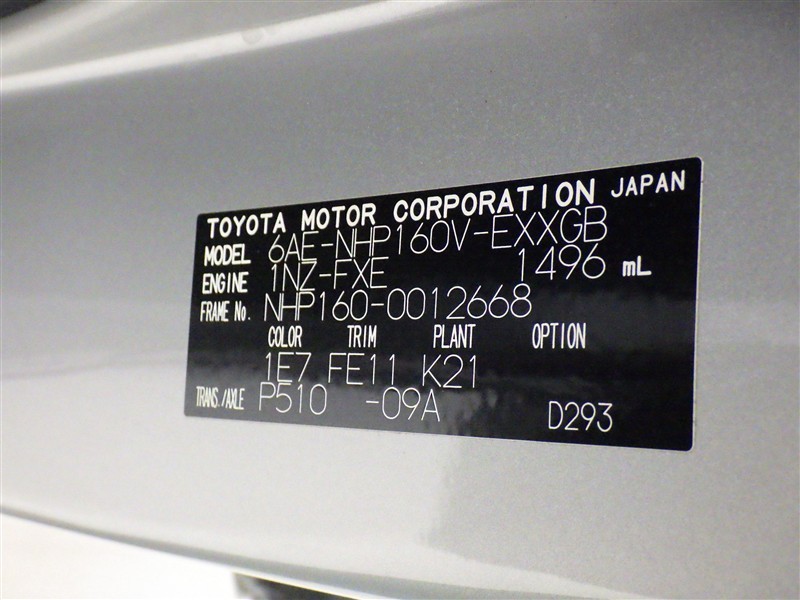 TOYOTA MOTOR CORPORATION JAPAN
MODEL 6AE-NHP160V-EXXGB
ENGINE 1NZ-FXE 1496 mL
FRAME No. NHP160-0012668
COLOR TRIM PLANT OPTION
1E7 FE11 K21
TRANS./AXLE P510 -09A D293